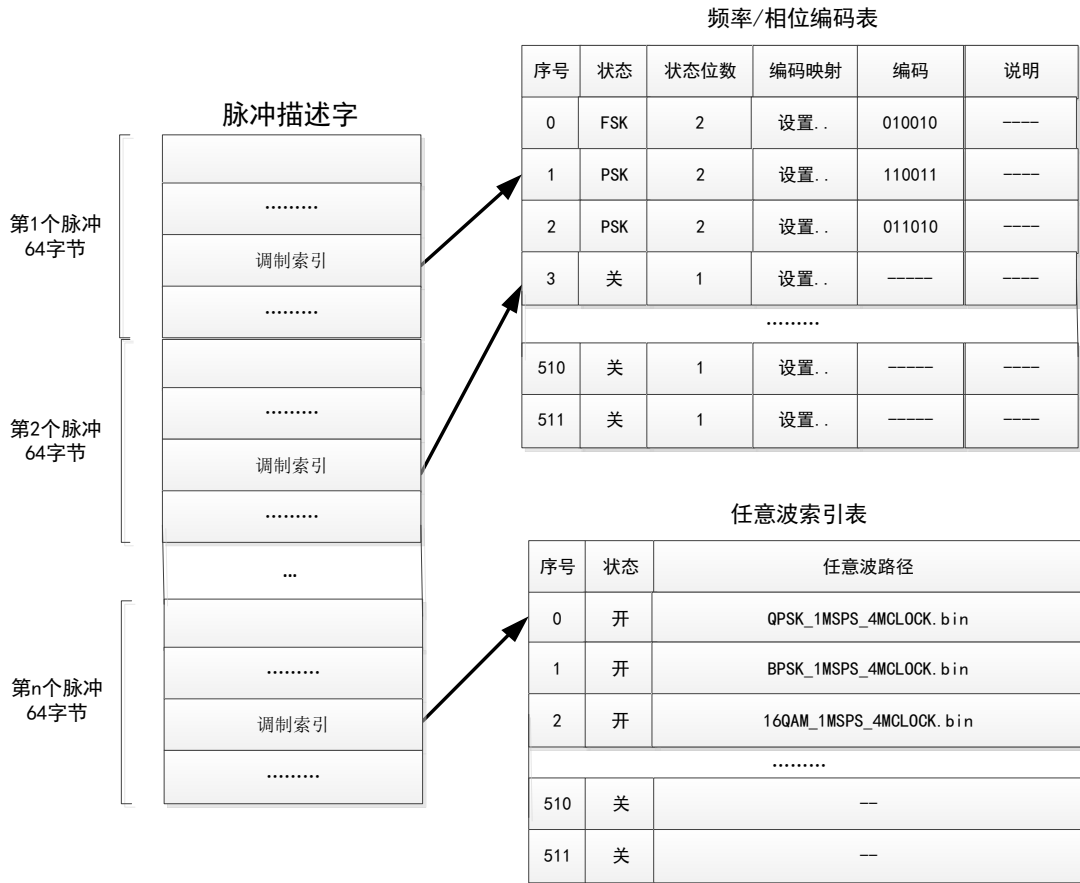 频率/相位编码表
序号 状态 状态位数 编码映射 编码 说明
0 FSK 2 设置.. 010010 ----
1 PSK 2 设置.. 110011 ----
2 PSK 2 设置.. 011010 ----
3 关 1 设置.. ----- ----
………
510 关 1 设置.. ----- ----
511 关 1 设置.. ----- ----
脉冲描述字
第1个脉冲
64字节
………
调制索引
………
第2个脉冲
64字节
………
调制索引
………
…
第n个脉冲
64字节
………
调制索引
………
任意波索引表
序号 状态 任意波路径
0 开 QPSK_1MSPS_4MCLOCK.bin
1 开 BPSK_1MSPS_4MCLOCK.bin
2 开 16QAM_1MSPS_4MCLOCK.bin
………
510 关 --
511 关 --